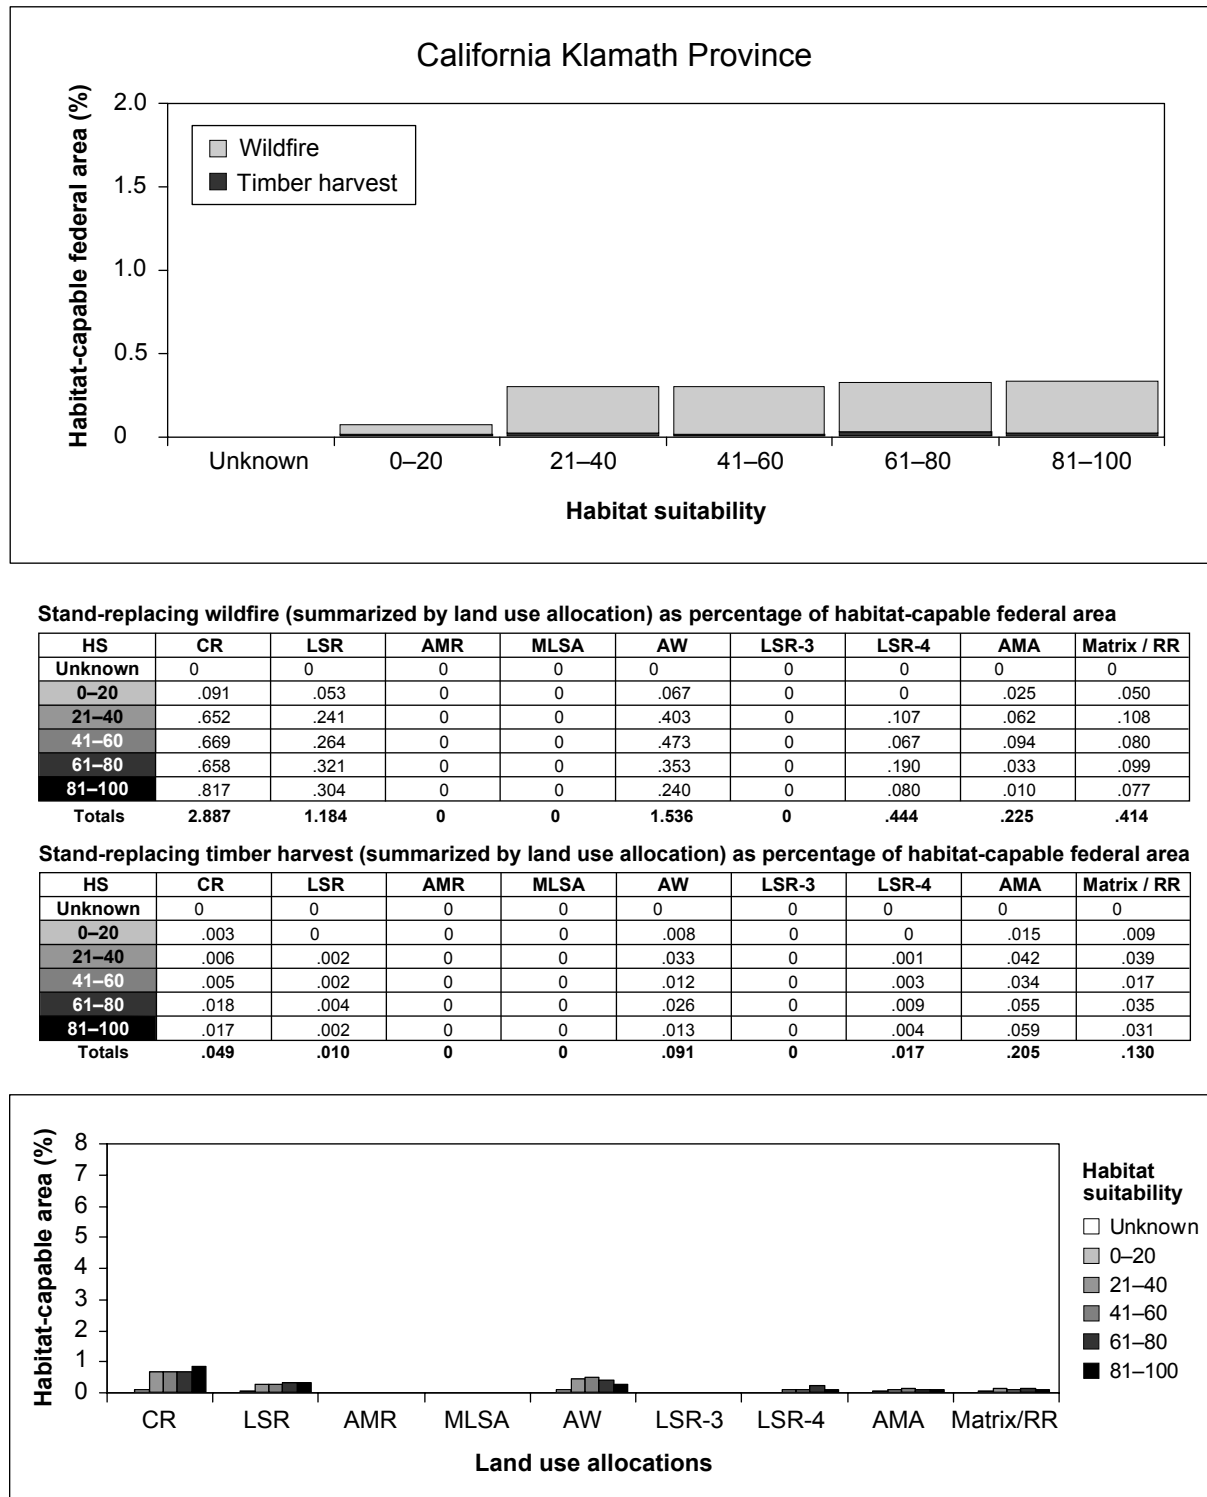 California Klamath Province
Habitat-capable federal area (%)
2.0
1.5
1.0
0.5
0
Wildfire
Timber harvest
Unknown 0–20 21–40 41–60 61–80 81–100
Habitat suitability
Stand-replacing wildfire (summarized by land use allocation) as percentage of habitat-capable federal area
HS CR LSR AMR MLSA AW LSR-3 LSR-4 AMA Matrix / RR
Unknown 0 0 0 0 0 0 0 0 0
0–20 .091 .053 0 0 .067 0 0 .025 .050
21–40 .652 .241 0 0 .403 0 .107 .062 .108
41–60 .669 .264 0 0 .473 0 .067 .094 .080
61–80 .658 .321 0 0 .353 0 .190 .033 .099
81–100 .817 .304 0 0 .240 0 .080 .010 .077
Totals 2.887 1.184 0 0 1.536 0 .444 .225 .414
Stand-replacing timber harvest (summarized by land use allocation) as percentage of habitat-capable federal area
HS CR LSR AMR MLSA AW LSR-3 LSR-4 AMA Matrix / RR
Unknown 0 0 0 0 0 0 0 0 0
0–20 .003 0 0 0 .008 0 0 .015 .009
21–40 .006 .002 0 0 .033 0 .001 .042 .039
41–60 .005 .002 0 0 .012 0 .003 .034 .017
61–80 .018 .004 0 0 .026 0 .009 .055 .035
81–100 .017 .002 0 0 .013 0 .004 .059 .031
Totals .049 .010 0 0 .091 0 .017 .205 .130
Habitat-capable area (%)
8
7
6
5
4
3
2
1
0
CR LSR AMR MLSA AW LSR-3 LSR-4 AMA Matrix/RR
Land use allocations
Habitat
suitability
Unknown
0–20
21–40
41–60
61–80
81–100